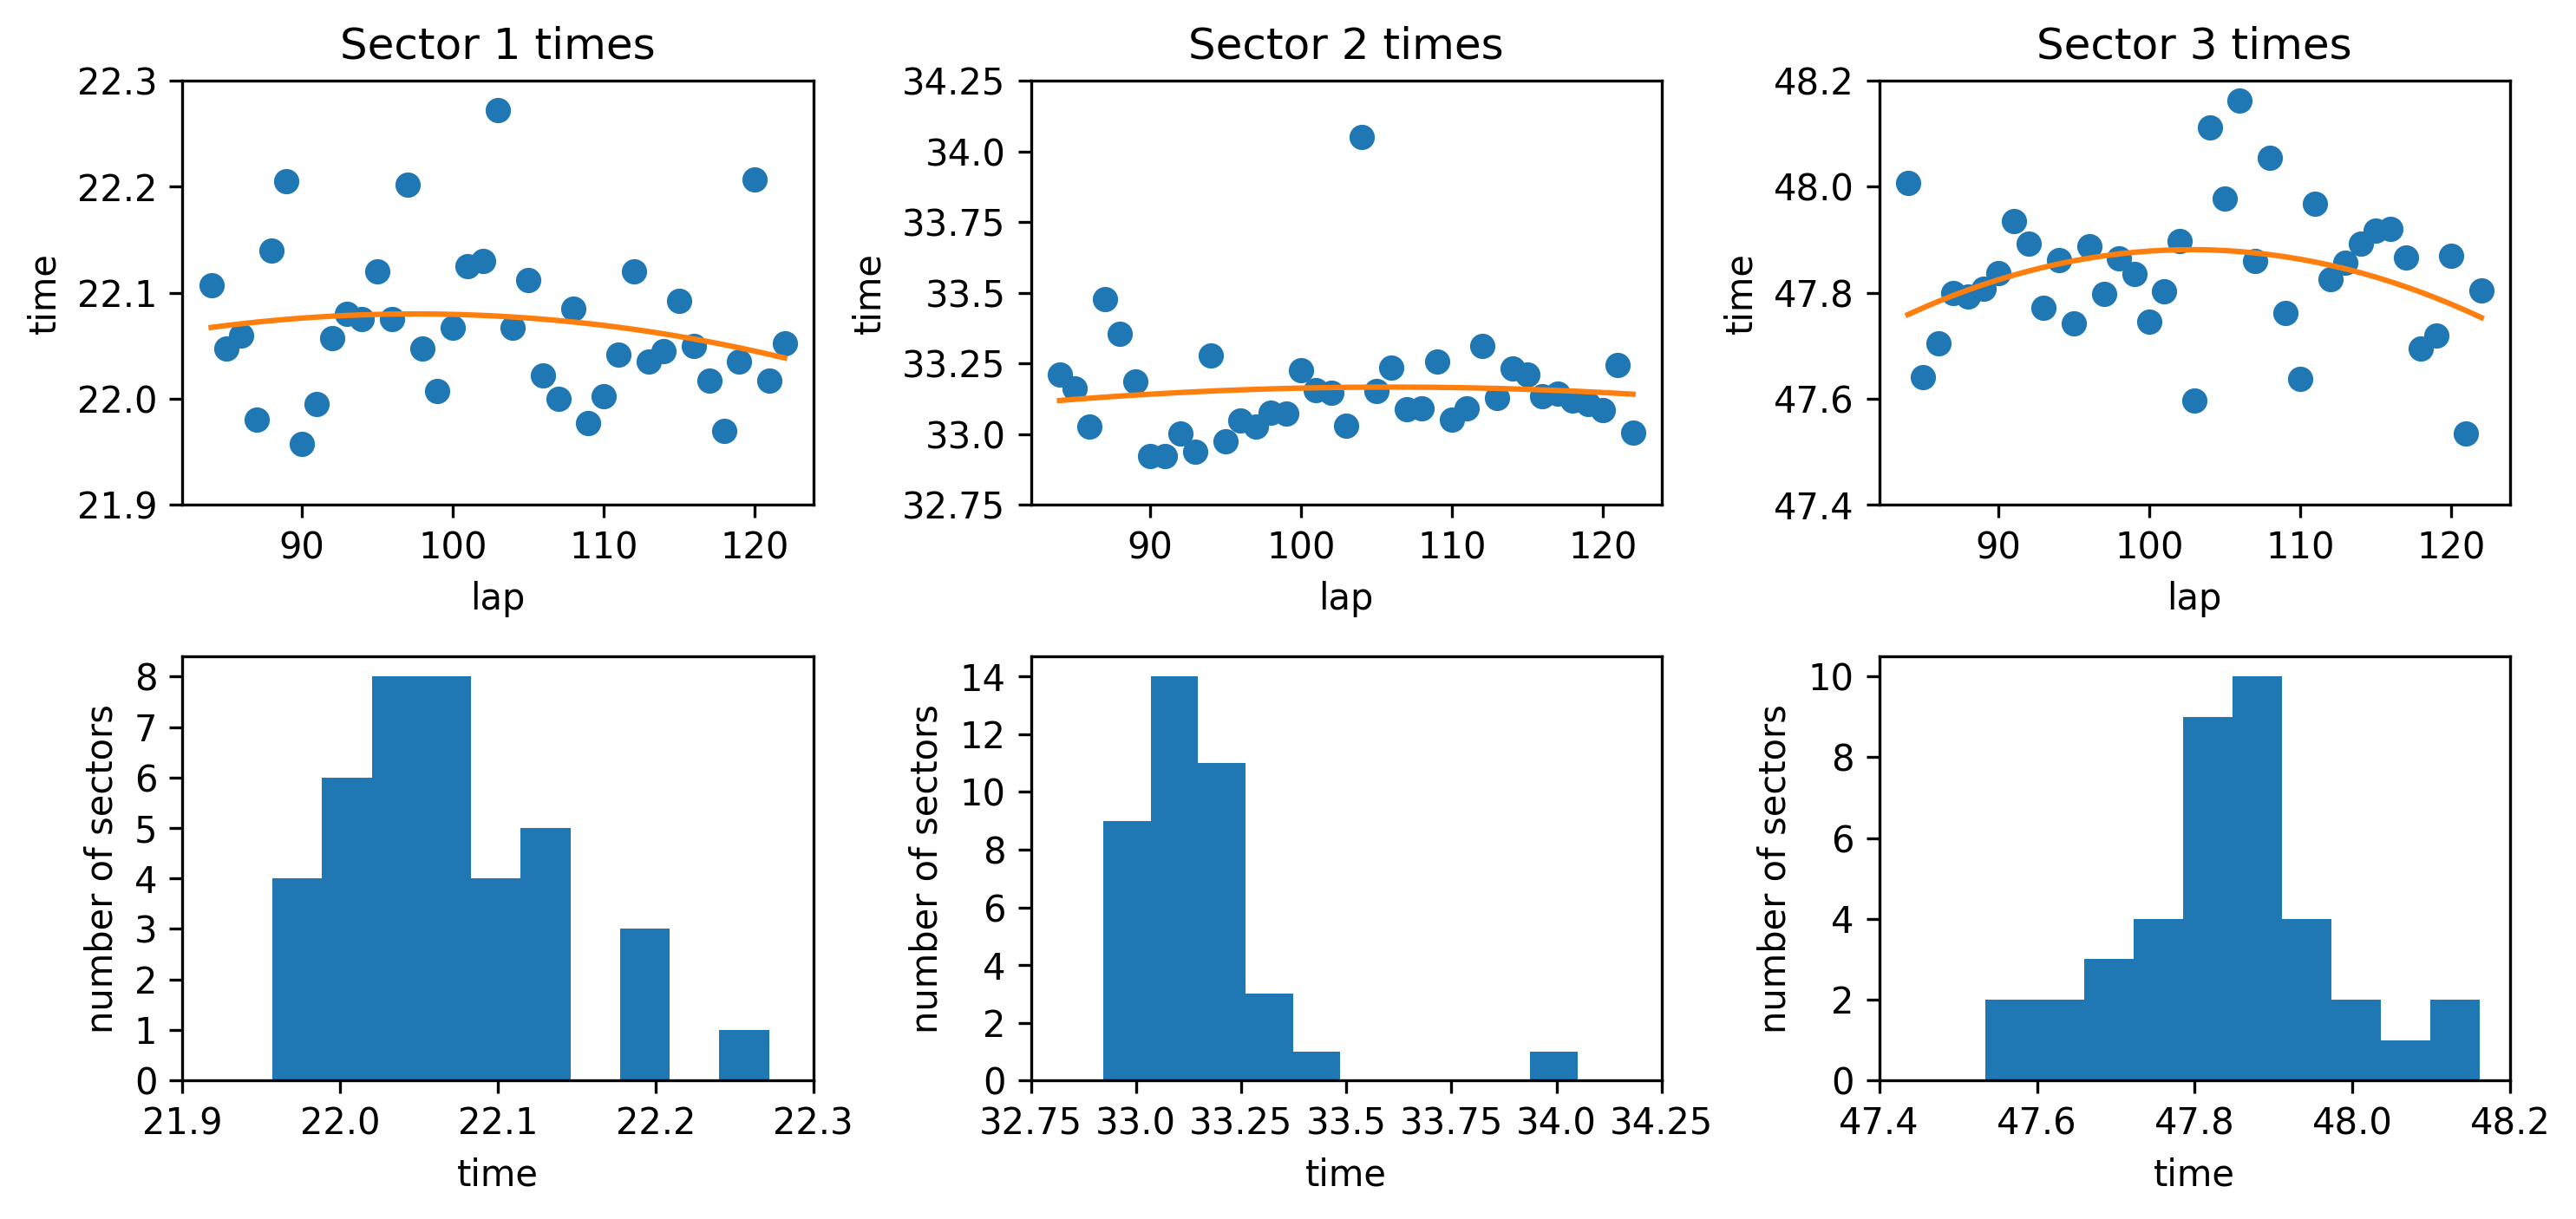 Sector 1 times
22.3
22.2
22.1
22.0
21.9
time
90 100 110 120
lap
Sector 2 times
34.25
34.0
33.75
33.5
33.25
33.0
32.75
time
90 100 110 120
lap
Sector 3 times
48.2
48.0
47.8
47.6
47.4
time
90 100 110 120
lap
8
7
6
5
4
3
2
1
0
number of sectors
21.9 22.0 22.1 22.2 22.3
time
14
12
10
8
6
4
2
0
number of sectors
32.75 33.0 33.25 33.5 33.75 34.0 34.25
time
10
8
6
4
2
0
number of sectors
47.4 47.6 47.8 48.0 48.2
time